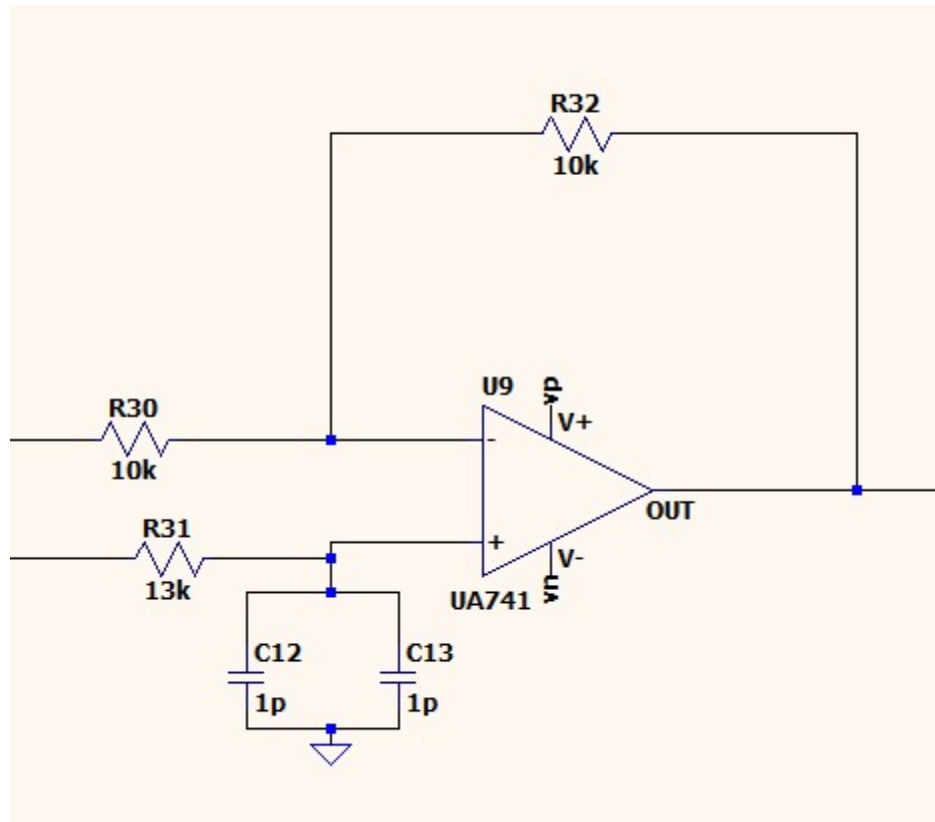 R32
10k
U9
vp
V+
R30
10k
-
OUT
R31
13k
+
V-
vn
UA741
C12
1p
C13
1p